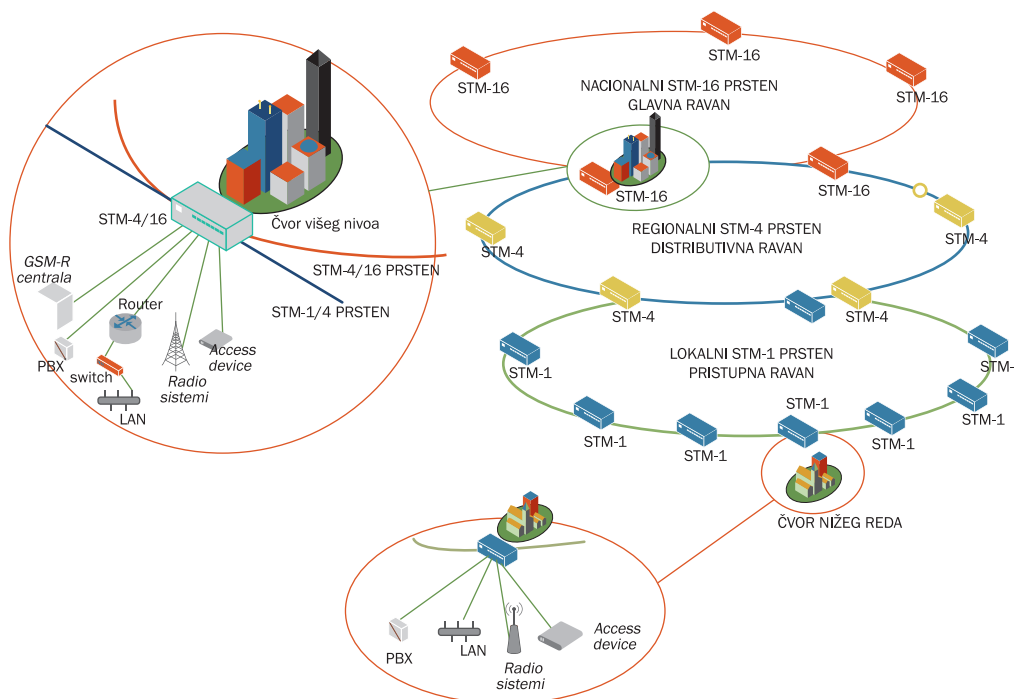 STM-16
STM-16
STM-16
NACIONALNI STM-16 PRSTEN
GLAVNA RAVAN
STM-16
STM-16
REGIONALNI STM-4 PRSTEN
DISTRIBUTIVNA RAVAN
STM-4
STM-4
STM-4
STM-4
LOKALNI STM-1 PRSTEN
PRISTUPNA RAVAN
STM-1
STM-
STM-1
STM-1
STM-1
STM-1
STM-1
ČVOR NIŽEG REDA
STM-4/16
Čvor višeg nivoa
STM-4/16 PRSTEN
STM-1/4 PRSTEN
GSM-R
centrala
Router
PBX
switch
LAN
Radio
sistemi
Access
device
PBX
LAN
Radio
sistemi
Access
device